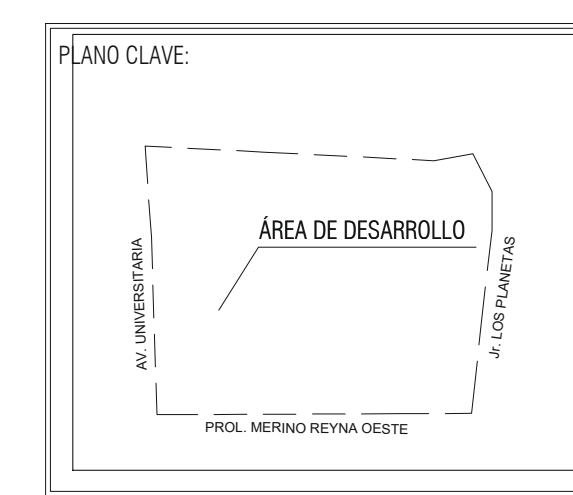 PLANO CLAVE:
ÁREA DE DESARROLLO
AV. UNIVERSITARIA
Jr. LOS PLANETAS
PROL. MERINO REYNA OESTE